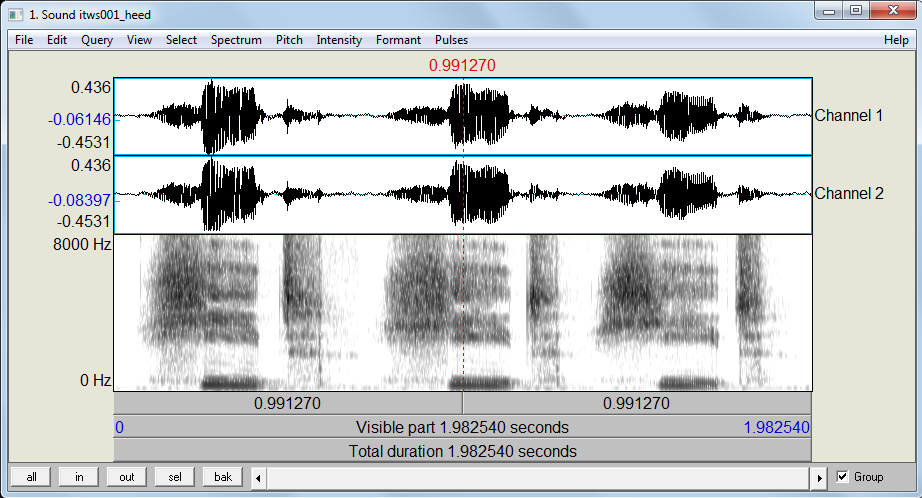 1. Sound itws001_heed
File Edit Query View Select Spectrum Pitch Intensity Formant Pulses Help
0.991270
0.436
-0.06146
-0.4531
Channel 1
0.436
-0.08397
-0.4531
Channel 2
8000 Hz
0 Hz
0.991270 0.991270
0 Visible part 1.982540 seconds 1.982540
Total duration 1.982540 seconds
all in out sel bak Group